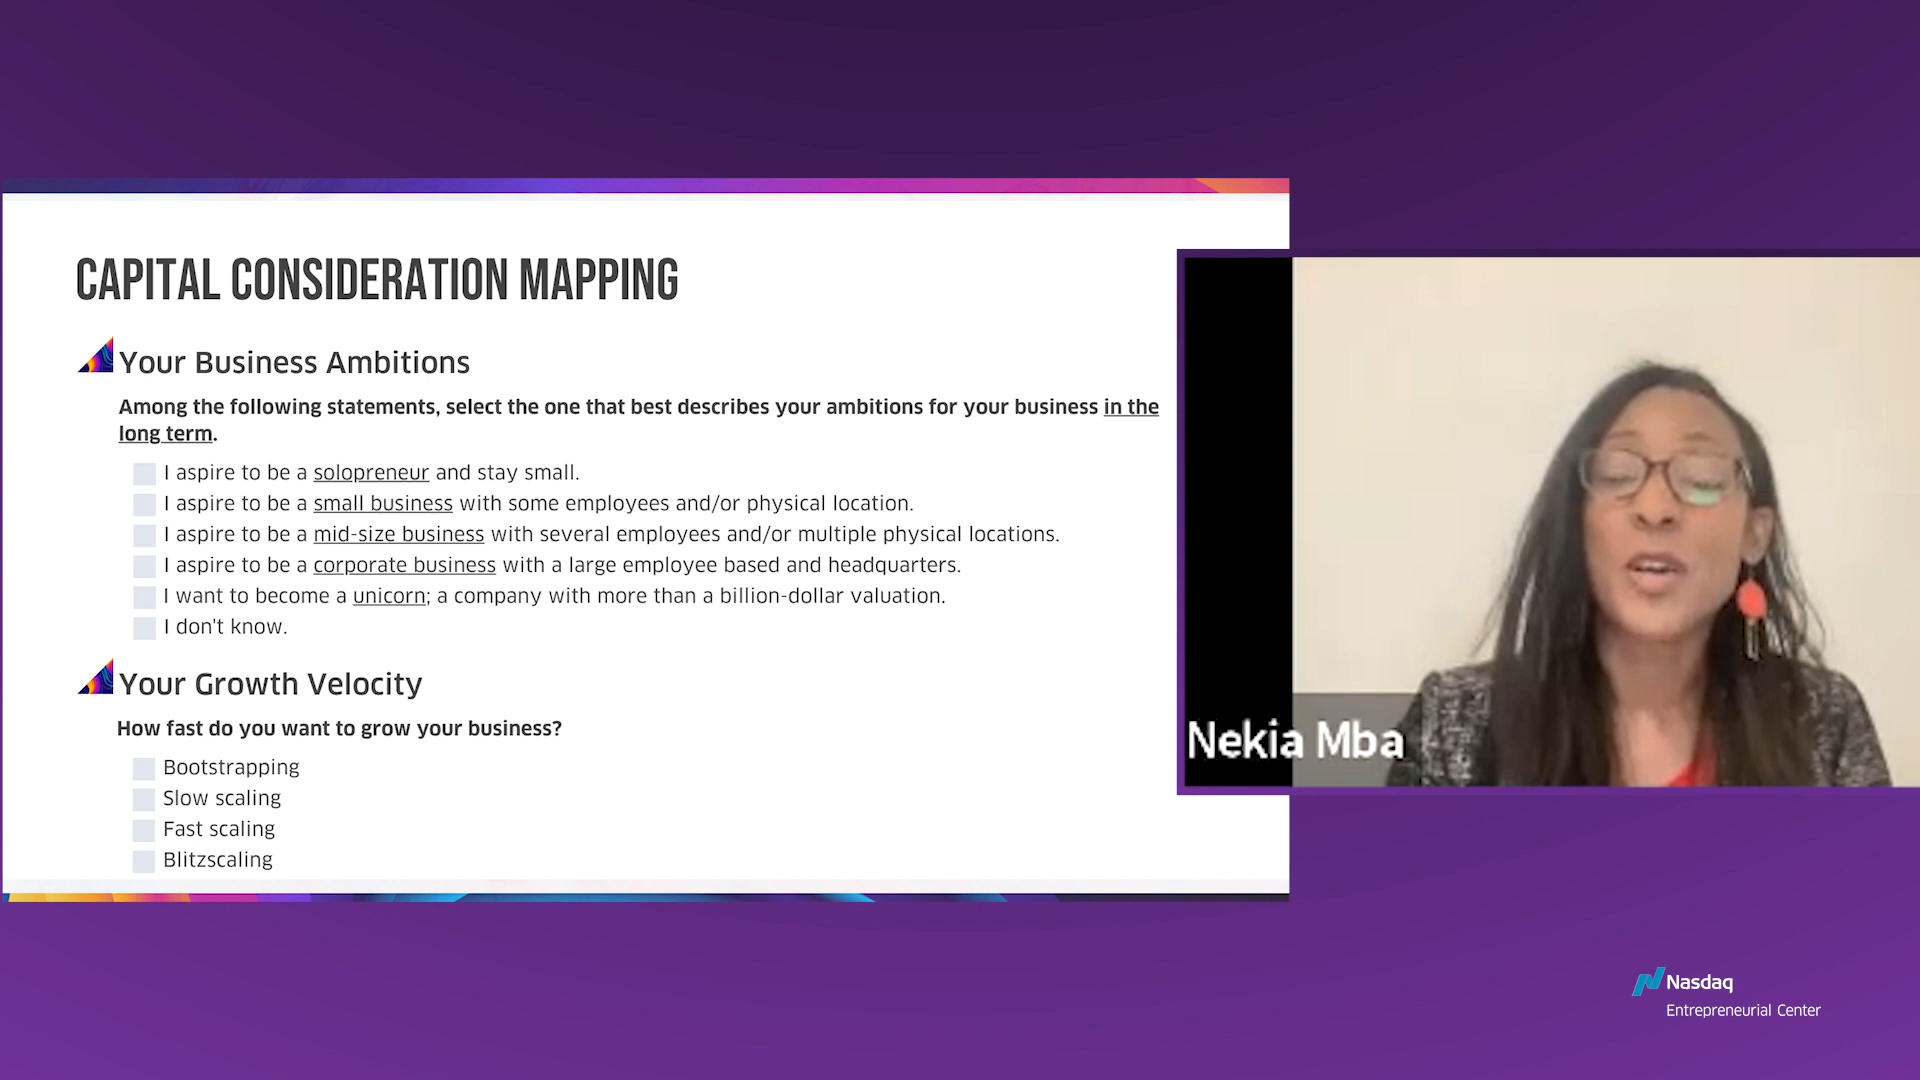 CAPITAL CONSIDERATION MAPPING
Your Business Ambitions
Among the following statements, select the one that best describes your ambitions for your business in the
long term.
I aspire to be a solopreneur and stay small.
I aspire to be a small business with some employees and/or physical location.
I aspire to be a mid-size business with several employees and/or multiple physical locations.
I aspire to be a corporate business with a large employee based and headquarters.
I want to become a unicorn; a company with more than a billion-dollar valuation.
I don't know.
Your Growth Velocity
How fast do you want to grow your business?
Bootstrapping
Slow scaling
Fast scaling
Blitzscaling
Nekia Mba
Nasdaq
Entrepreneurial Center